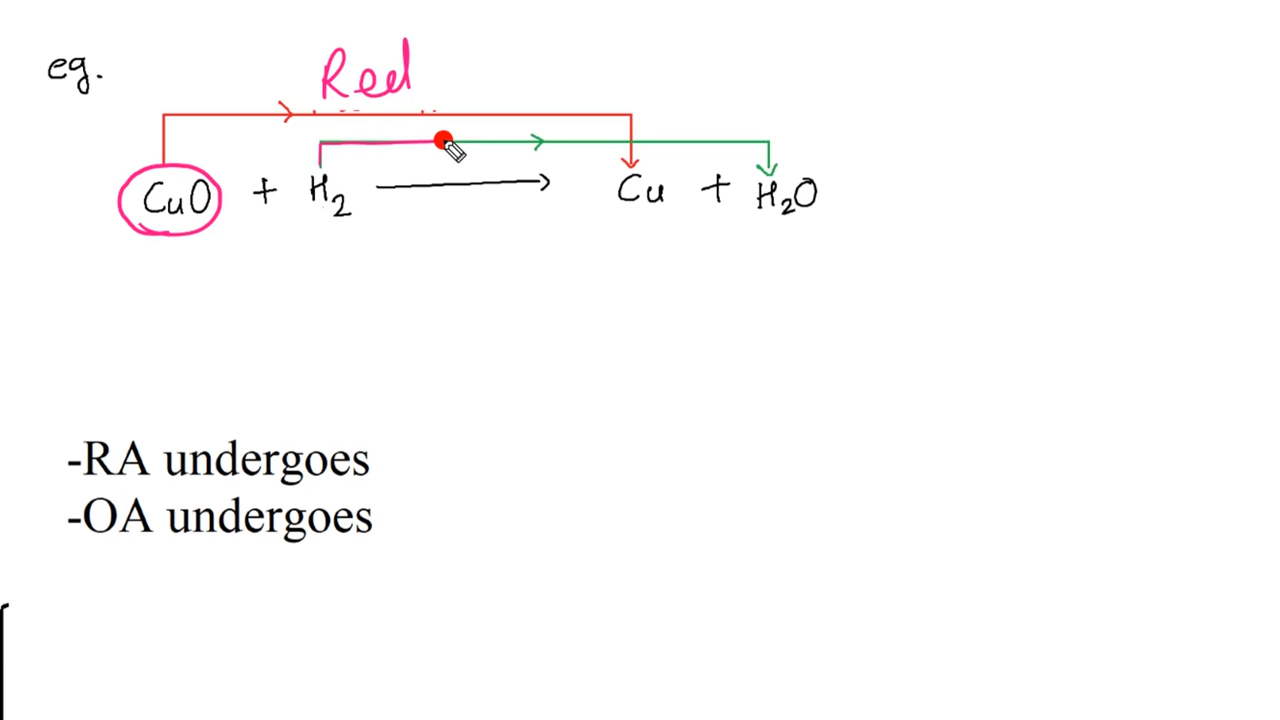 eg.
Red
CuO + H₂ ⟶ Cu + H₂O
-RA undergoes
-OA undergoes